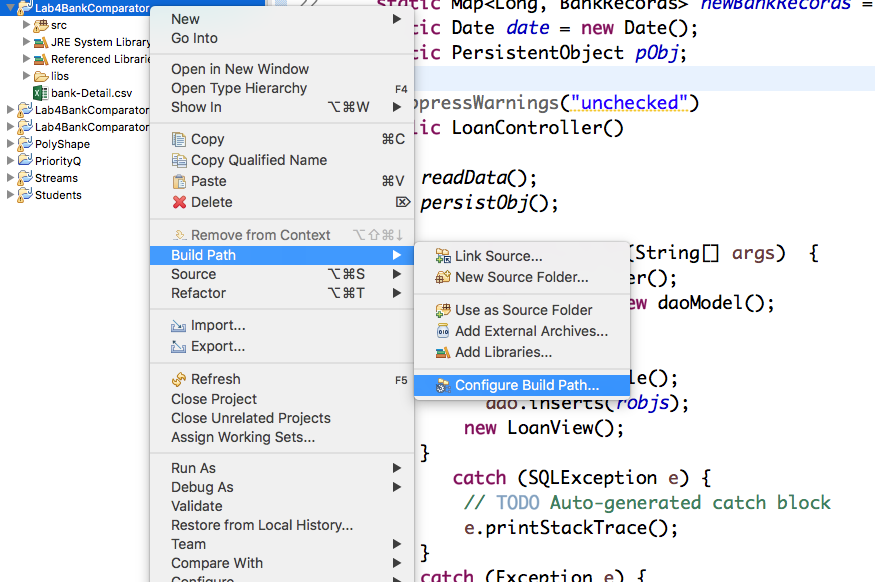 Lab4BankComparator
src
JRE System Library
Referenced Librarie
libs
bank-Detail.csv
Lab4BankComparator
Lab4BankComparator
PolyShape
PriorityQ
Streams
Students
New
Go Into
Open in New Window
Open Type Hierarchy F4
Show In ⌥⌘W
Copy ⌘C
Copy Qualified Name
Paste ⌘V
Delete ⌦
Remove from Context ⌥⇧⌘↓
Build Path
Source ⌥⌘S
Refactor ⌥⌘T
Import...
Export...
Refresh F5
Close Project
Close Unrelated Projects
Assign Working Sets...
Run As
Debug As
Validate
Restore from Local History...
Team
Compare With
Configure
Link Source...
New Source Folder...
Use as Source Folder
Add External Archives...
Add Libraries...
Configure Build Path...
static Map<Long, BankRecords> newBankRecords =
tic Date date = new Date();
tic PersistentObject pObj;
ppressWarnings("unchecked")
lic LoanController()
readData();
persistObj();
(String[] args) {
er();
ew daoModel();
le();
dao.inserts(robjs);
new LoanView();
}
catch (SQLException e) {
// TODO Auto-generated catch block
e.printStackTrace();
}
catch (Exception e) {